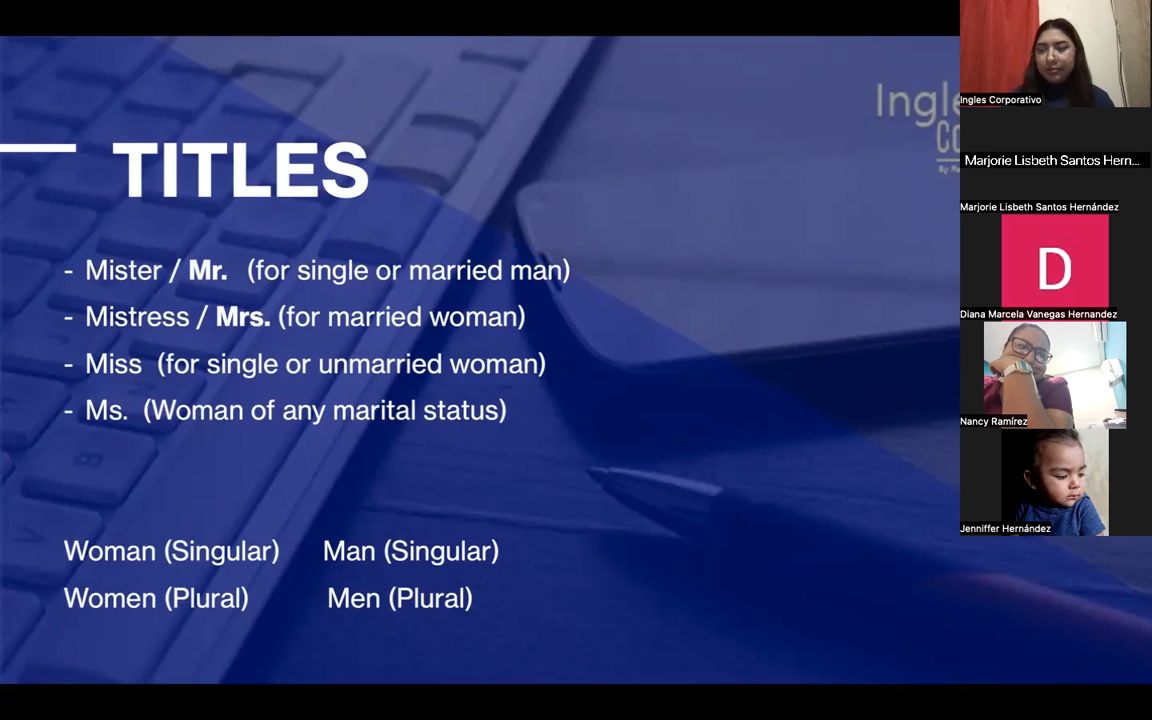 TITLES
- Mister / Mr. (for single or married man)
- Mistress / Mrs. (for married woman)
- Miss (for single or unmarried woman)
- Ms. (Woman of any marital status)
Woman (Singular) Man (Singular)
Women (Plural) Men (Plural)
Ingle
Co
Ingles Corporativo
Marjorie Lisbeth Santos Hern...
Marjorie Lisbeth Santos Hernández
D
Diana Marcela Vanegas Hernandez
Nancy Ramírez
Jenniffer Hernández